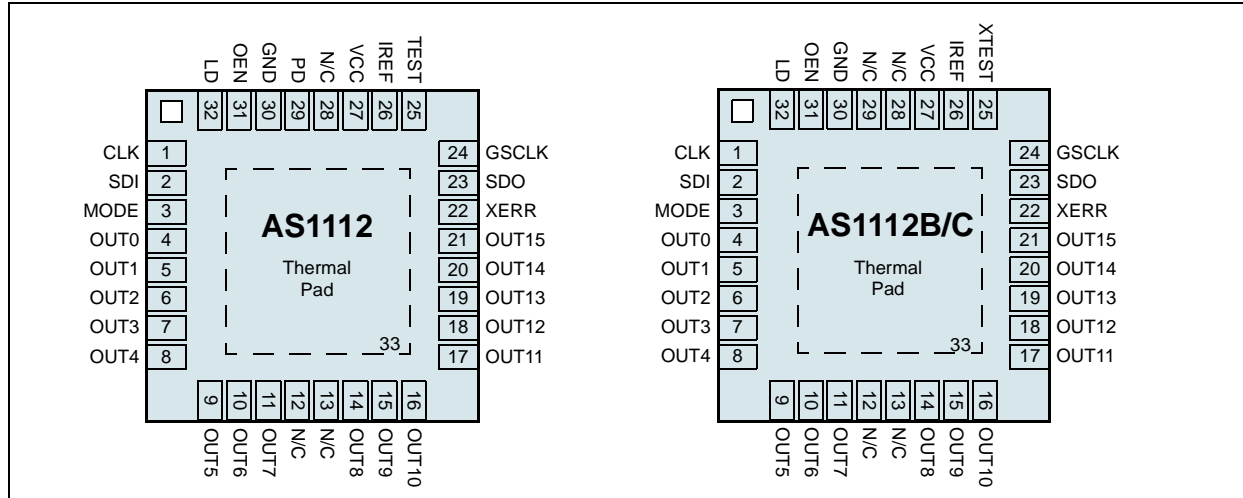 LD OEN GND PD N/C VCC IREF TEST
32 31 30 29 28 27 26 25
CLK 1
SDI 2
MODE 3
OUT0 4
OUT1 5
OUT2 6
OUT3 7
OUT4 8
AS1112
Thermal
Pad
33
24 GSCLK
23 SDO
22 XERR
21 OUT15
20 OUT14
19 OUT13
18 OUT12
17 OUT11
9 10 11 12 13 14 15 16
OUT5 OUT6 OUT7 N/C N/C OUT8 OUT9 OUT10
LD OEN GND N/C N/C VCC IREF XTEST
32 31 30 29 28 27 26 25
CLK 1
SDI 2
MODE 3
OUT0 4
OUT1 5
OUT2 6
OUT3 7
OUT4 8
AS1112B/C
Thermal
Pad
33
24 GSCLK
23 SDO
22 XERR
21 OUT15
20 OUT14
19 OUT13
18 OUT12
17 OUT11
9 10 11 12 13 14 15 16
OUT5 OUT6 OUT7 N/C N/C OUT8 OUT9 OUT10